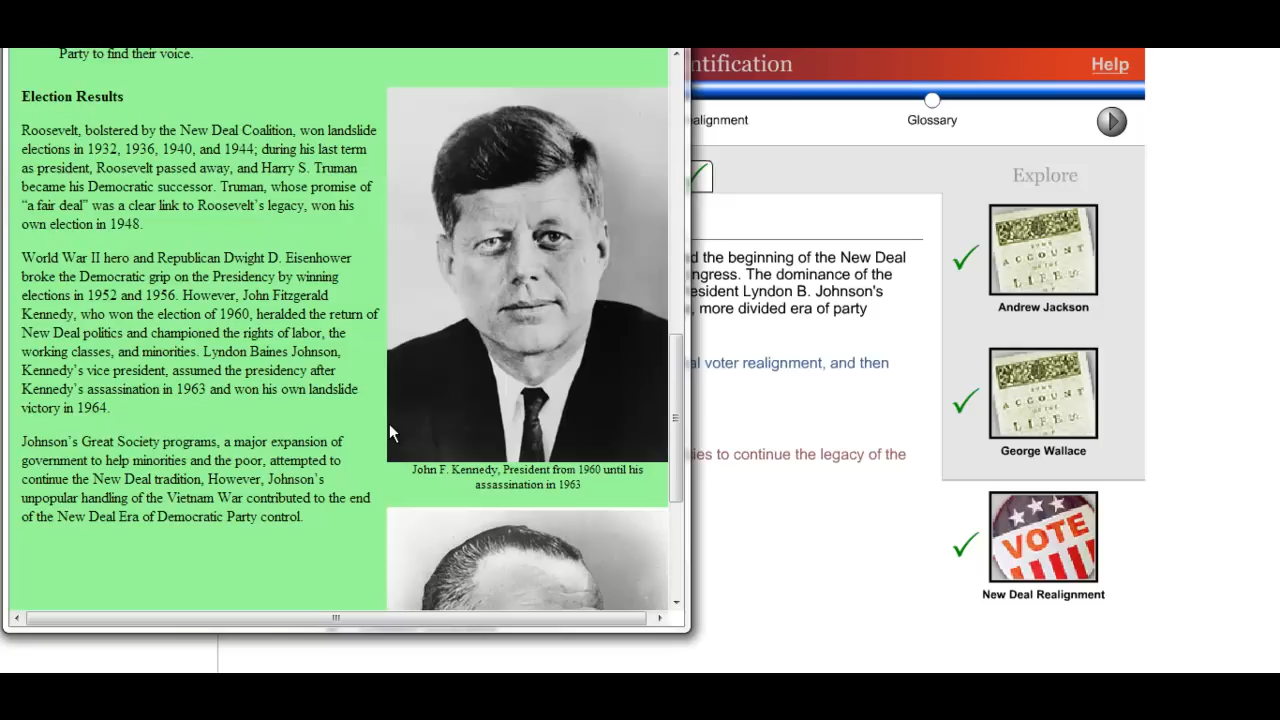 Party to find their voice.
Election Results
Roosevelt, bolstered by the New Deal Coalition, won landslide
elections in 1932, 1936, 1940, and 1944; during his last term
as president, Roosevelt passed away, and Harry S. Truman
became his Democratic successor. Truman, whose promise of
“a fair deal” was a clear link to Roosevelt’s legacy, won his
own election in 1948.
World War II hero and Republican Dwight D. Eisenhower
broke the Democratic grip on the Presidency by winning
elections in 1952 and 1956. However, John Fitzgerald
Kennedy, who won the election of 1960, heralded the return of
New Deal politics and championed the rights of labor, the
working classes, and minorities. Lyndon Baines Johnson,
Kennedy’s vice president, assumed the presidency after
Kennedy’s assassination in 1963 and won his own landslide
victory in 1964.
Johnson’s Great Society programs, a major expansion of
government to help minorities and the poor, attempted to
continue the New Deal tradition, However, Johnson’s
unpopular handling of the Vietnam War contributed to the end
of the New Deal Era of Democratic Party control.
John F. Kennedy, President from 1960 until his
assassination in 1963
ntification
Help
alignment
Glossary
d the beginning of the New Deal
ngress. The dominance of the
esident Lyndon B. Johnson's
, more divided era of party
al voter realignment, and then
ies to continue the legacy of the
Explore
ACCOUNT
LIFE
Andrew Jackson
ACCOUNT
LIFE
George Wallace
VOTE
New Deal Realignment